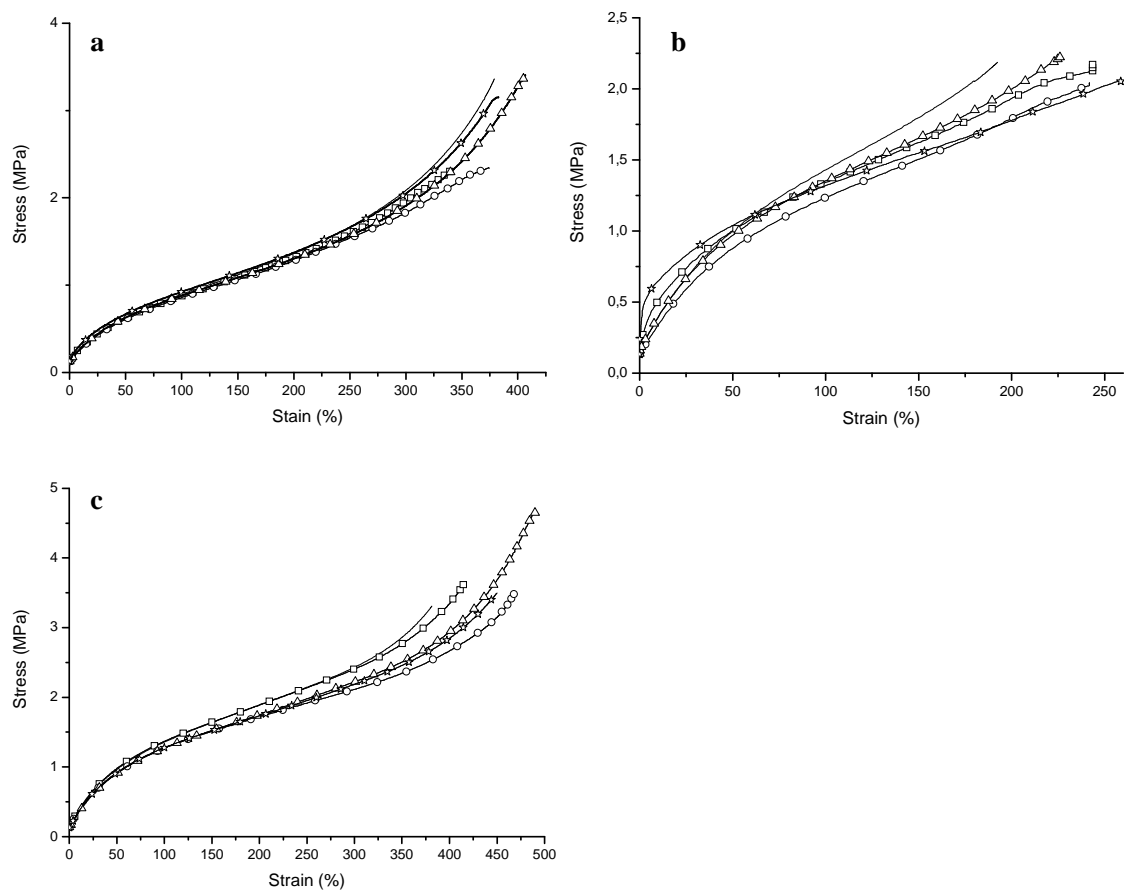 a
4
2
0
Stress (MPa)
0 50 100 150 200 250 300 350 400
Stain (%)
b
2,5
2,0
1,5
1,0
0,5
0,0
Stress (MPa)
0 50 100 150 200 250
Strain (%)
c
5
4
3
2
1
0
Stress (MPa)
0 50 100 150 200 250 300 350 400 450 500
Strain (%)